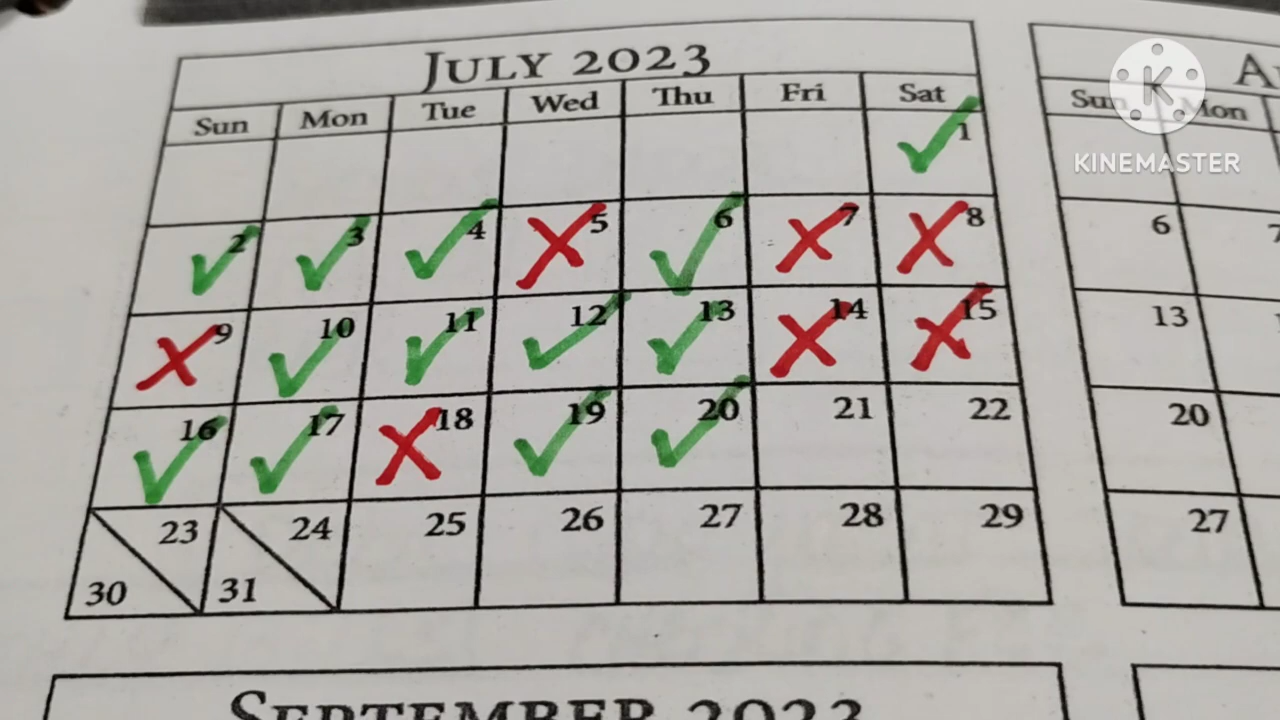 JULY 2023
Sun Mon Tue Wed Thu Fri Sat
1
2 3 4 5 6 7 8
9 10 11 12 13 14 15
16 17 18 19 20 21 22
23 24 25 26 27 28 29
30 31
Sun Mon
6
13
20
27
SEPTEMBER 2023
K
KINEMASTER